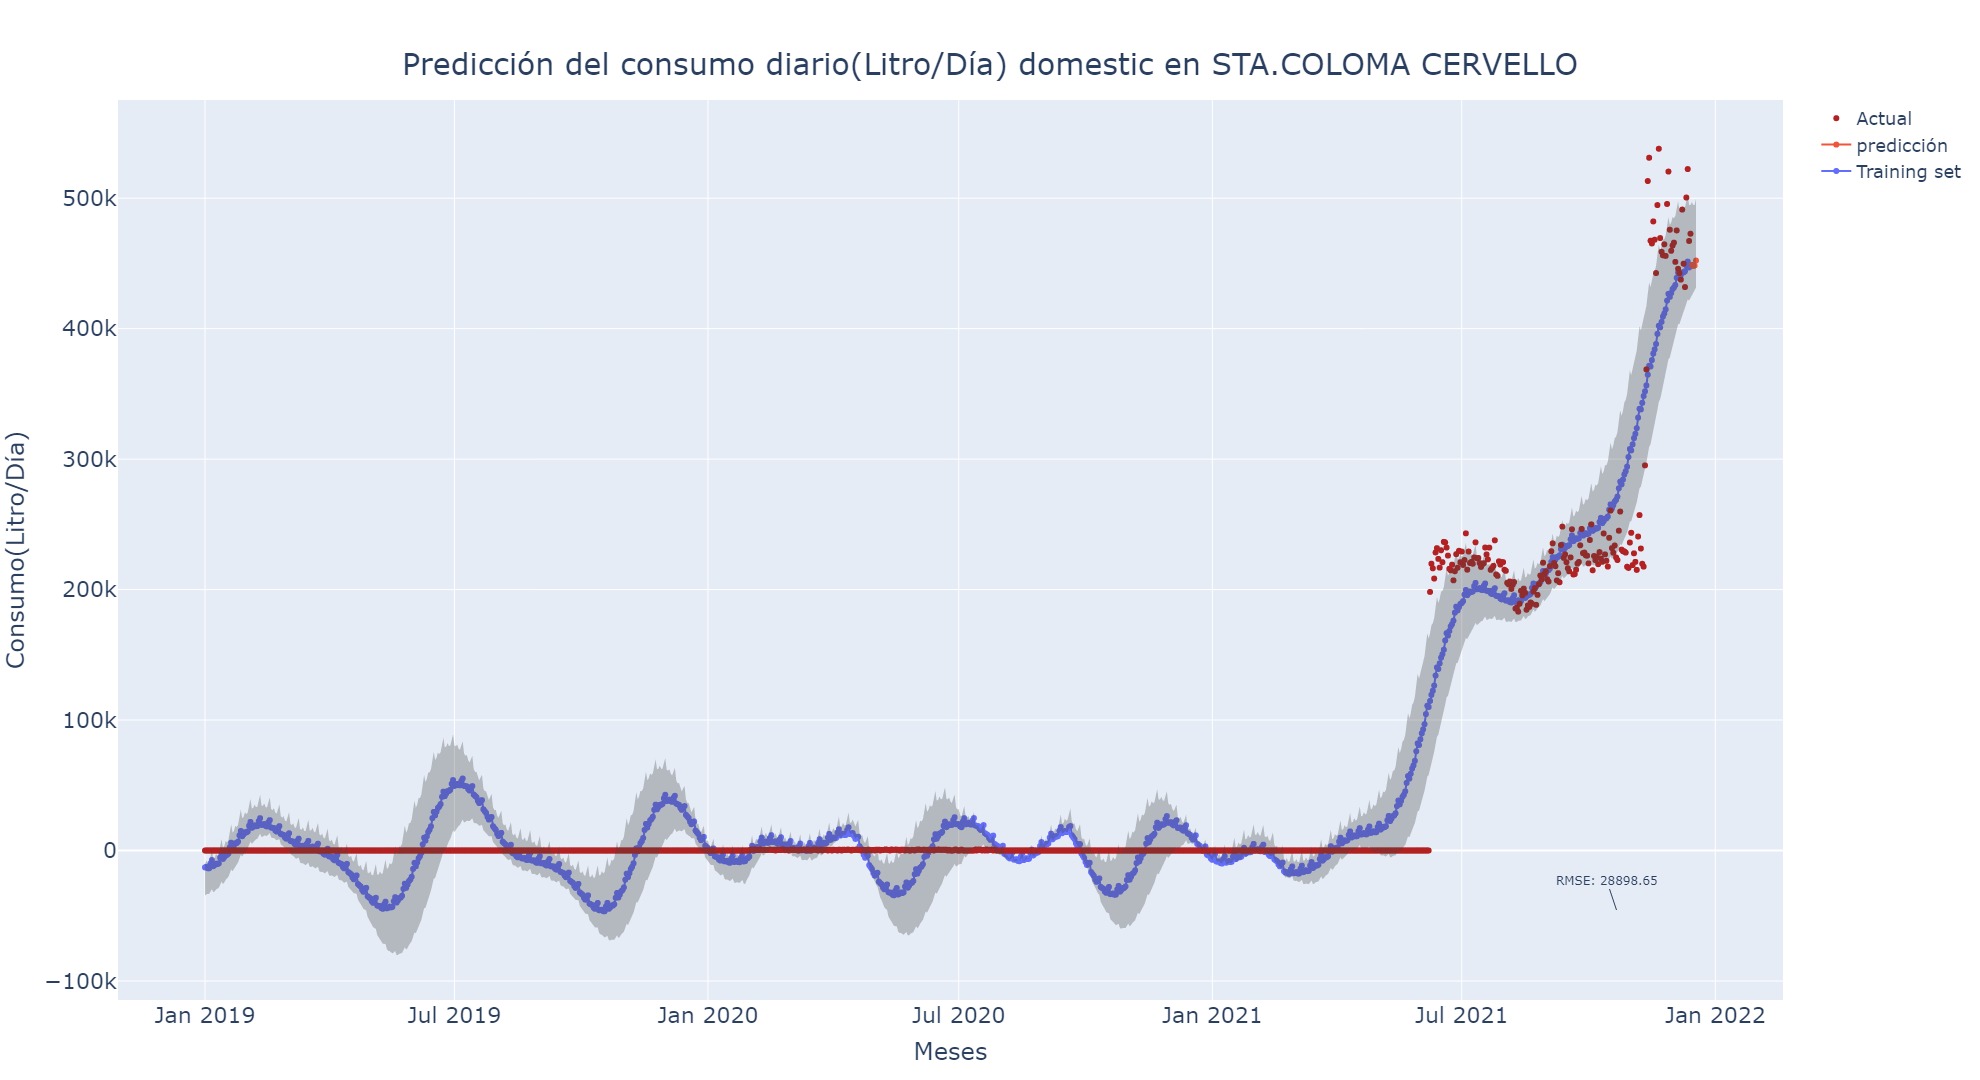 Predicción del consumo diario(Litro/Día) domestic en STA.COLOMA CERVELLO
Actual
predicción
Training set
500k
400k
300k
200k
100k
0
−100k
Consumo(Litro/Día)
RMSE: 28898.65
Jan 2019
Jul 2019
Jan 2020
Jul 2020
Jan 2021
Jul 2021
Jan 2022
Meses